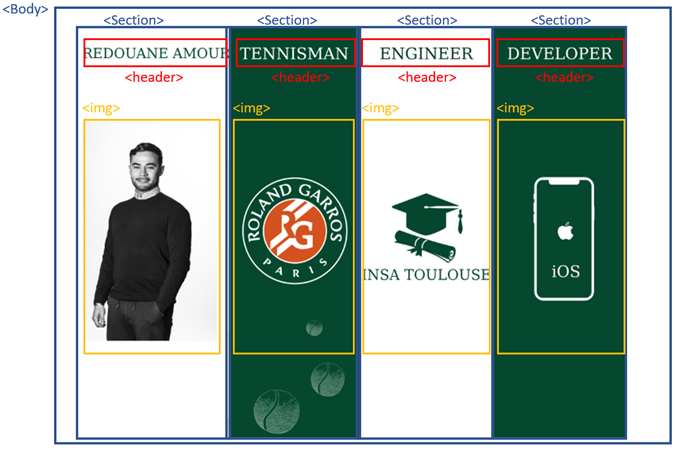 <Body>
<Section> <Section> <Section> <Section>
REDOUANE AMOUR TENNISMAN ENGINEER DEVELOPER
<header> <header> <header> <header>
<img> <img> <img> <img>
ROLAND GARROS
RG
PARIS
INSA TOULOUSE
iOS